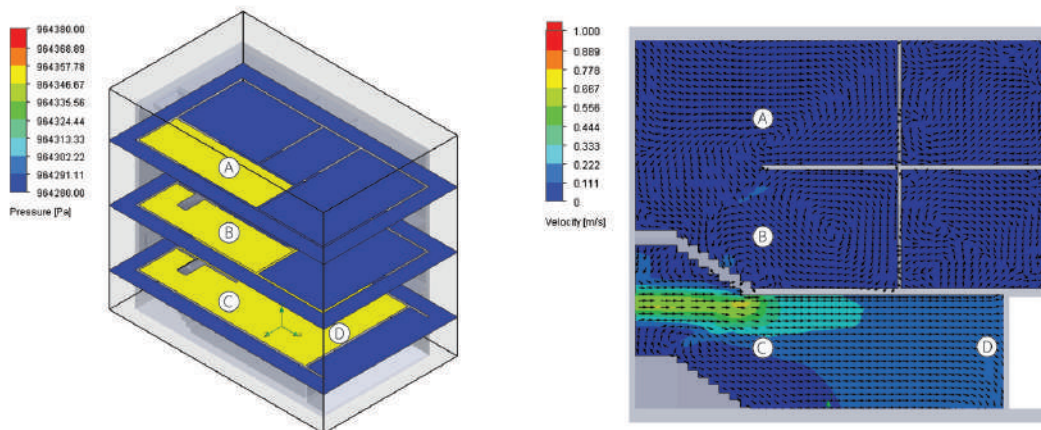 964380.00
964368.89
964357.78
964346.67
964335.56
964324.44
964313.33
964302.22
964291.11
964280.00
Pressure [Pa]
A
B
C
D
1.000
0.889
0.778
0.667
0.556
0.444
0.333
0.222
0.111
0
Velocity [m/s]
A
B
C
D